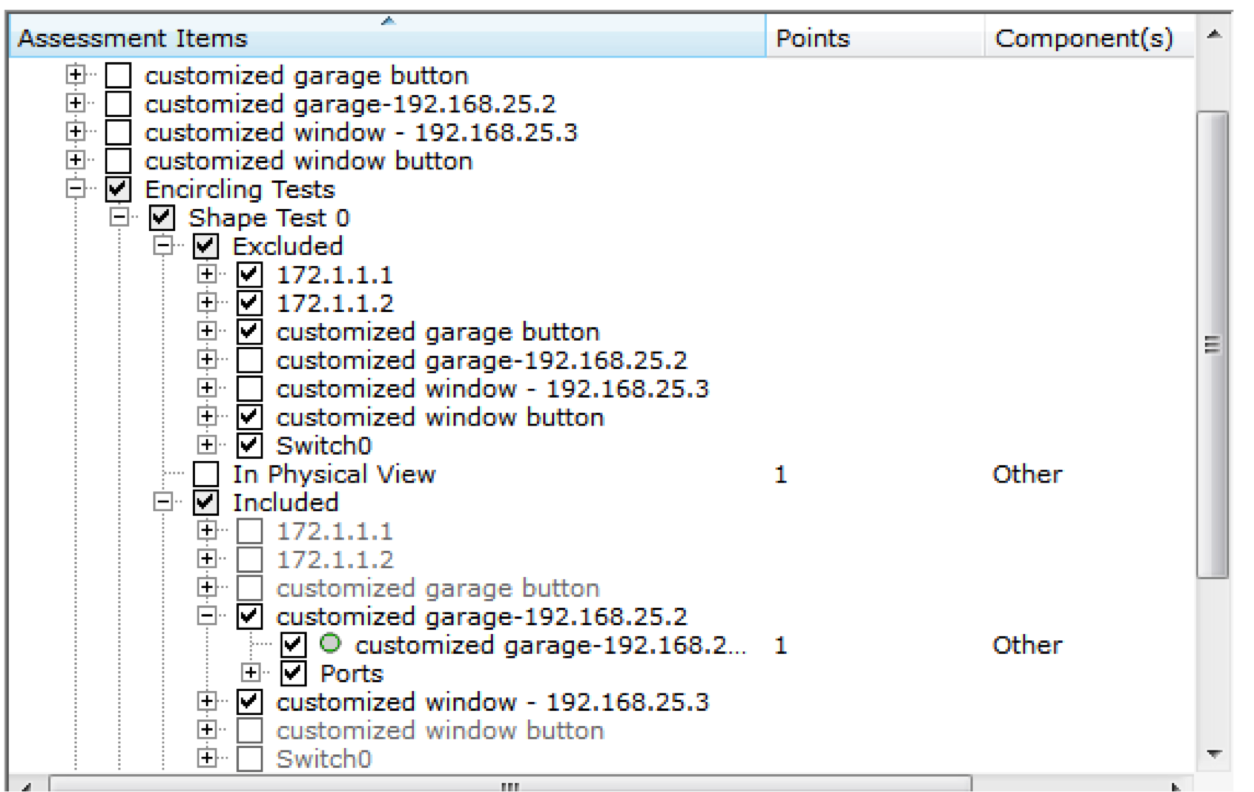 Assessment Items Points Component(s)
customized garage button
customized garage-192.168.25.2
customized window - 192.168.25.3
customized window button
Encircling Tests
Shape Test 0
Excluded
172.1.1.1
172.1.1.2
customized garage button
customized garage-192.168.25.2
customized window - 192.168.25.3
customized window button
Switch0
In Physical View 1 Other
Included
172.1.1.1
172.1.1.2
customized garage button
customized garage-192.168.25.2
customized garage-192.168.2... 1 Other
Ports
customized window - 192.168.25.3
customized window button
Switch0